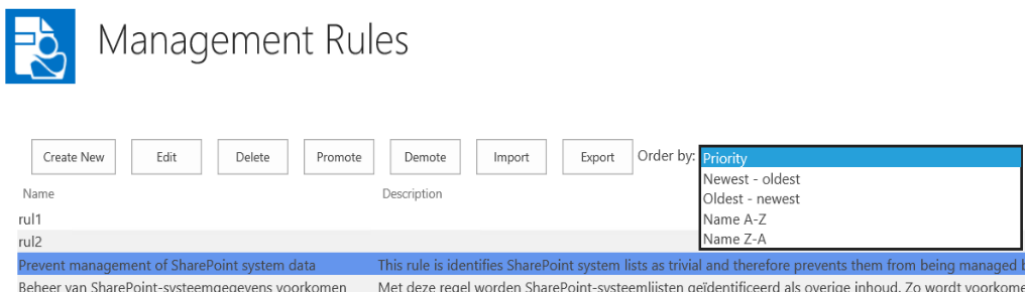 Management Rules
Create New Edit Delete Promote Demote Import Export Order by: Priority
Newest - oldest
Oldest - newest
Name A-Z
Name Z-A
Name Description
rul1
rul2
Prevent management of SharePoint system data This rule is identifies SharePoint system lists as trivial and therefore prevents them from being managed
Beheer van SharePoint-systeemgegevens voorkomen Met deze regel worden SharePoint-systeemlijsten geïdentificeerd als overige inhoud. Zo wordt